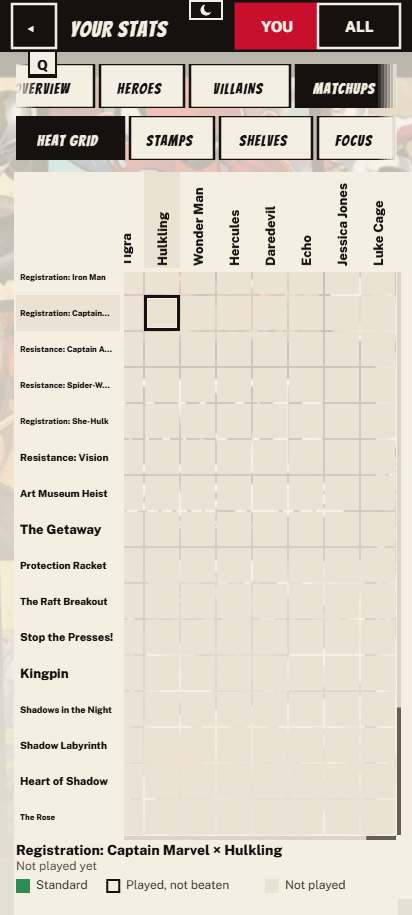 YOUR STATS
YOU
ALL
Q
OVERVIEW
HEROES
VILLAINS
MATCHUPS
HEAT GRID
STAMPS
SHELVES
FOCUS
Tigra
Hulkling
Wonder Man
Hercules
Daredevil
Echo
Jessica Jones
Luke Cage
Registration: Iron Man
Registration: Captain...
Resistance: Captain A...
Resistance: Spider-W...
Registration: She-Hulk
Resistance: Vision
Art Museum Heist
The Getaway
Protection Racket
The Raft Breakout
Stop the Presses!
Kingpin
Shadows in the Night
Shadow Labyrinth
Heart of Shadow
The Rose
Registration: Captain Marvel × Hulkling
Not played yet
Standard
Played, not beaten
Not played